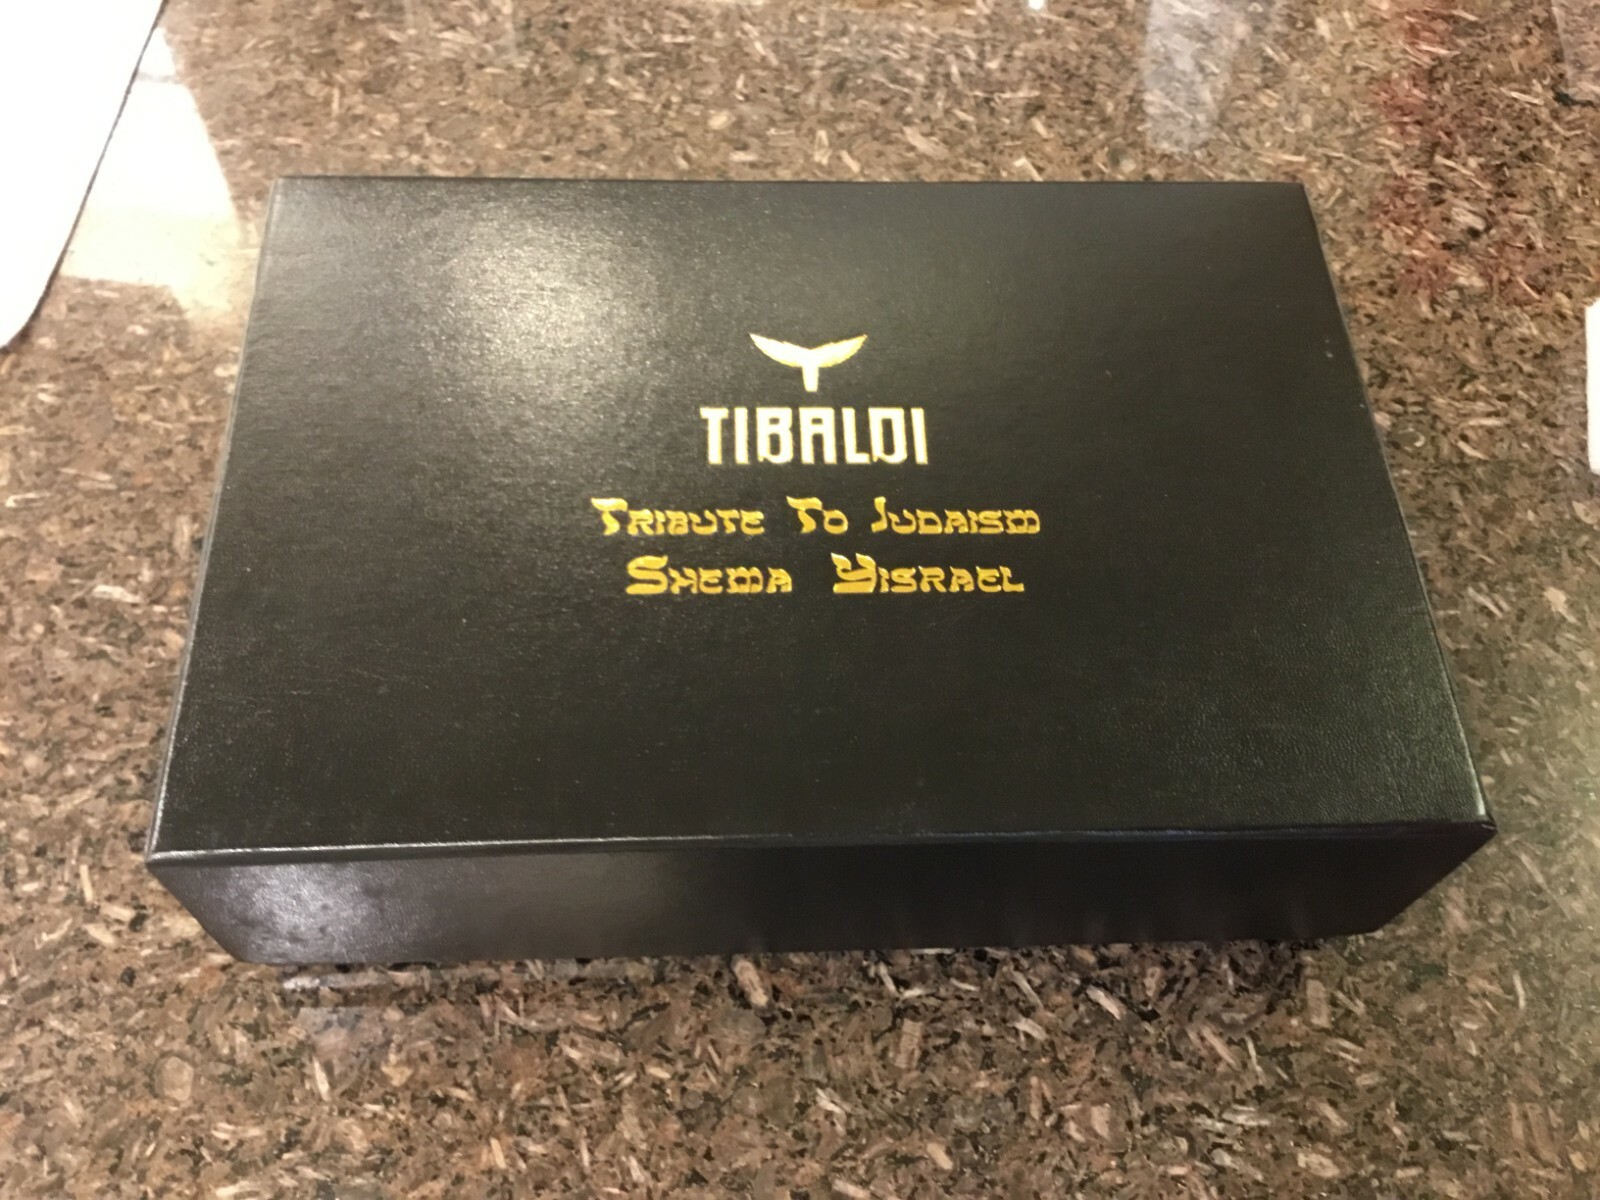 TIBALDI
Tribute To Judaism
Shema Yisrael